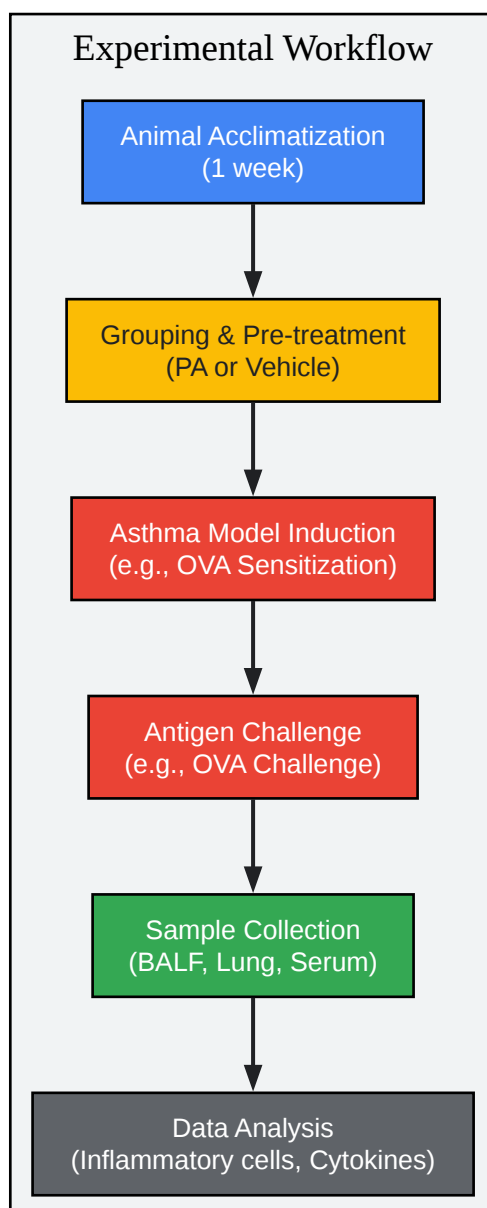 Experimental Workflow
Animal Acclimatization
(1 week)
Grouping & Pre-treatment
(PA or Vehicle)
Asthma Model Induction
(e.g., OVA Sensitization)
Antigen Challenge
(e.g., OVA Challenge)
Sample Collection
(BALF, Lung, Serum)
Data Analysis
(Inflammatory cells, Cytokines)